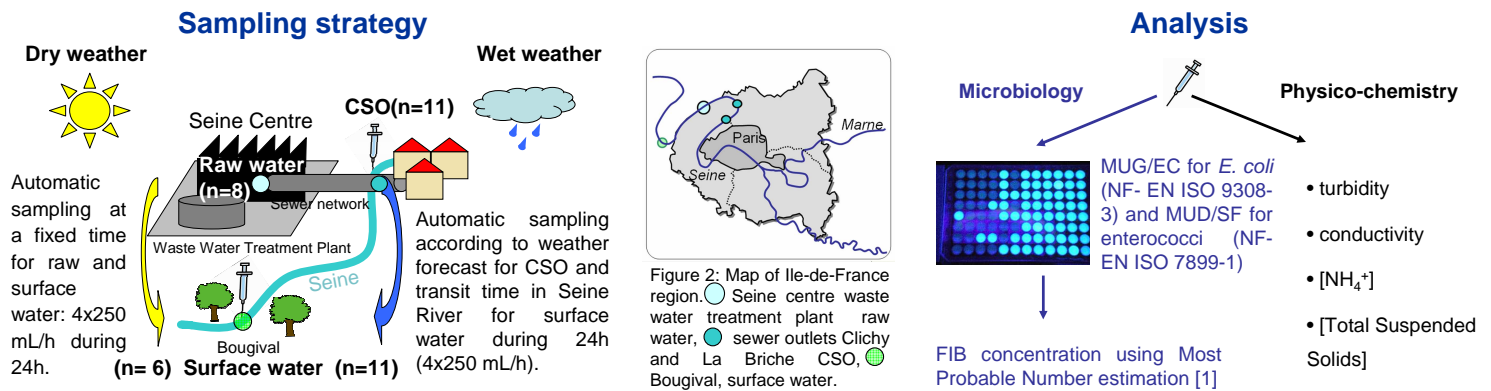 Sampling strategy
Dry weather
Wet weather
CSO(n=11)
Seine Centre
Raw water
(n=8)
Sewer network
Waste Water Treatment Plant
Seine
Bougival
(n= 6) Surface water (n=11)
Automatic
sampling at
a fixed time
for raw and
surface
water: 4x250
mL/h during
24h.
Automatic sampling
according to weather
forecast for CSO and
transit time in Seine
River for surface
water during 24h
(4x250 mL/h).
Paris
Marne
Seine
Figure 2: Map of Ile-de-France
region. Seine centre waste
water treatment plant raw
water, sewer outlets Clichy
and La Briche CSO,
Bougival, surface water.
Analysis
Microbiology
Physico-chemistry
MUG/EC for E. coli
(NF- EN ISO 9308-
3) and MUD/SF for
enterococci (NF-
EN ISO 7899-1)
FIB concentration using Most
Probable Number estimation [1]
• turbidity
• conductivity
• [NH₄⁺]
• [Total Suspended
Solids]